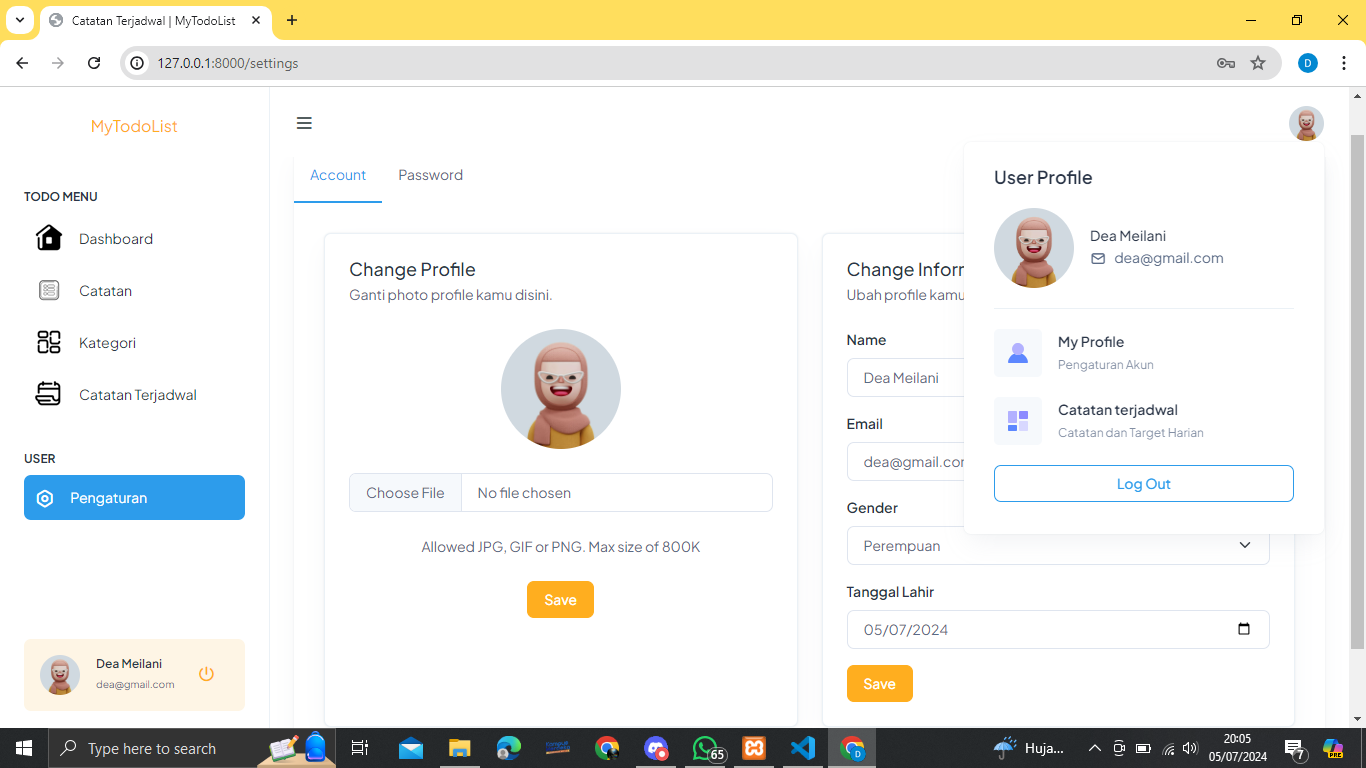 Catatan Terjadwal | MyTodoList
127.0.0.1:8000/settings
D
MyTodoList
TODO MENU
Dashboard
Catatan
Kategori
Catatan Terjadwal
USER
Pengaturan
Dea Meilani
dea@gmail.com
Account
Password
Change Profile
Ganti photo profile kamu disini.
Choose File
No file chosen
Allowed JPG, GIF or PNG. Max size of 800K
Save
Change Inforr
Ubah profile kamu
Name
Dea Meilani
Email
dea@gmail.cor
Gender
Perempuan
Tanggal Lahir
05/07/2024
Save
User Profile
Dea Meilani
dea@gmail.com
My Profile
Pengaturan Akun
Catatan terjadwal
Catatan dan Target Harian
Log Out
Type here to search
65
D
Huja...
20:05
05/07/2024
7
PRE